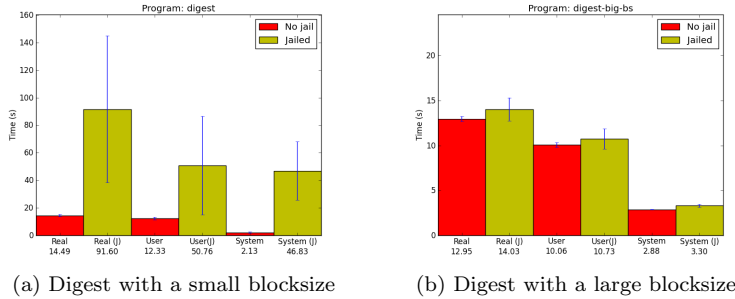 Program: digest
No jail
Jailed
Time (s)
160
140
120
100
80
60
40
20
0
Real
14.49
Real (J)
91.60
User
12.33
User(J)
50.76
System
2.13
System (J)
46.83
(a) Digest with a small blocksize
Program: digest-big-bs
No jail
Jailed
Time (s)
20
15
10
5
0
Real
12.95
Real (J)
14.03
User
10.06
User(J)
10.73
System
2.88
System (J)
3.30
(b) Digest with a large blocksize